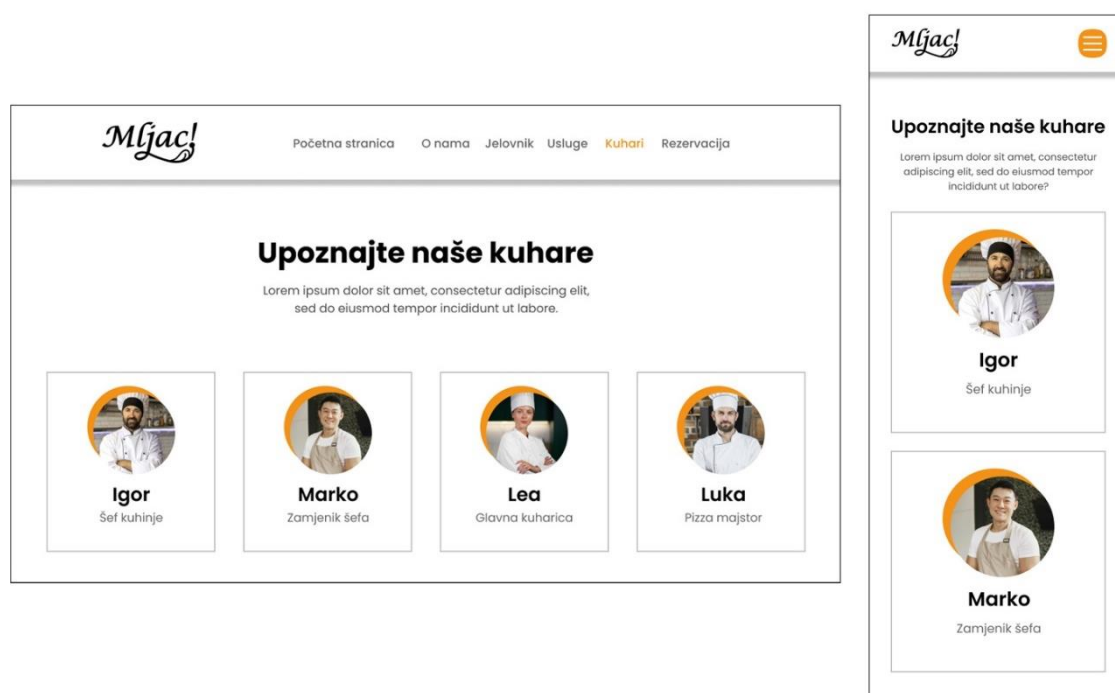 Mljac!
Početna stranica O nama Jelovnik Usluge Kuhari Rezervacija
Upoznajte naše kuhare
Lorem ipsum dolor sit amet, consectetur adipiscing elit,
sed do eiusmod tempor incididunt ut labore.
Igor
Šef kuhinje
Marko
Zamjenik šefa
Lea
Glavna kuharica
Luka
Pizza majstor
Mljac!
Upoznajte naše kuhare
Lorem ipsum dolor sit amet, consectetur
adipiscing elit, sed do eiusmod tempor
incididunt ut labore?
Igor
Šef kuhinje
Marko
Zamjenik šefa